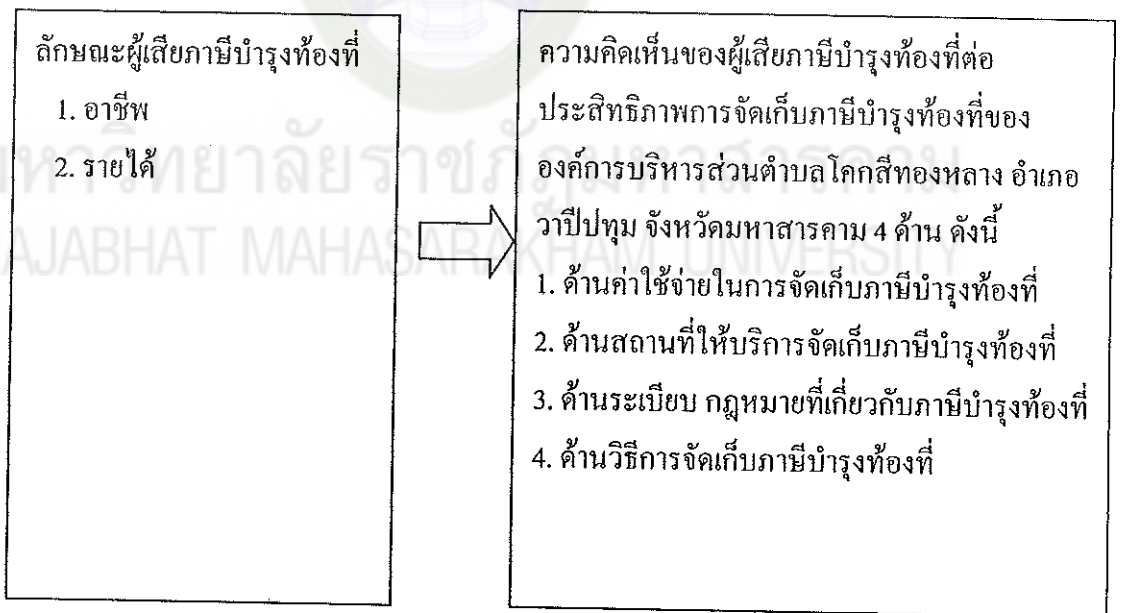 ลักษณะผู้เสียภาษีบำรุงท้องที่
1. อาชีพ
2. รายได้
ความคิดเห็นของผู้เสียภาษีบำรุงท้องที่ต่อ
ประสิทธิภาพการจัดเก็บภาษีบำรุงท้องที่ของ
องค์การบริหารส่วนตำบลโคกสีทองหลาง อำเภอ
วาปีปทุม จังหวัดมหาสารคาม 4 ด้าน ดังนี้
1. ด้านค่าใช้จ่ายในการจัดเก็บภาษีบำรุงท้องที่
2. ด้านสถานที่ให้บริการจัดเก็บภาษีบำรุงท้องที่
3. ด้านระเบียบ กฎหมายที่เกี่ยวกับภาษีบำรุงท้องที่
4. ด้านวิธีการจัดเก็บภาษีบำรุงท้องที่